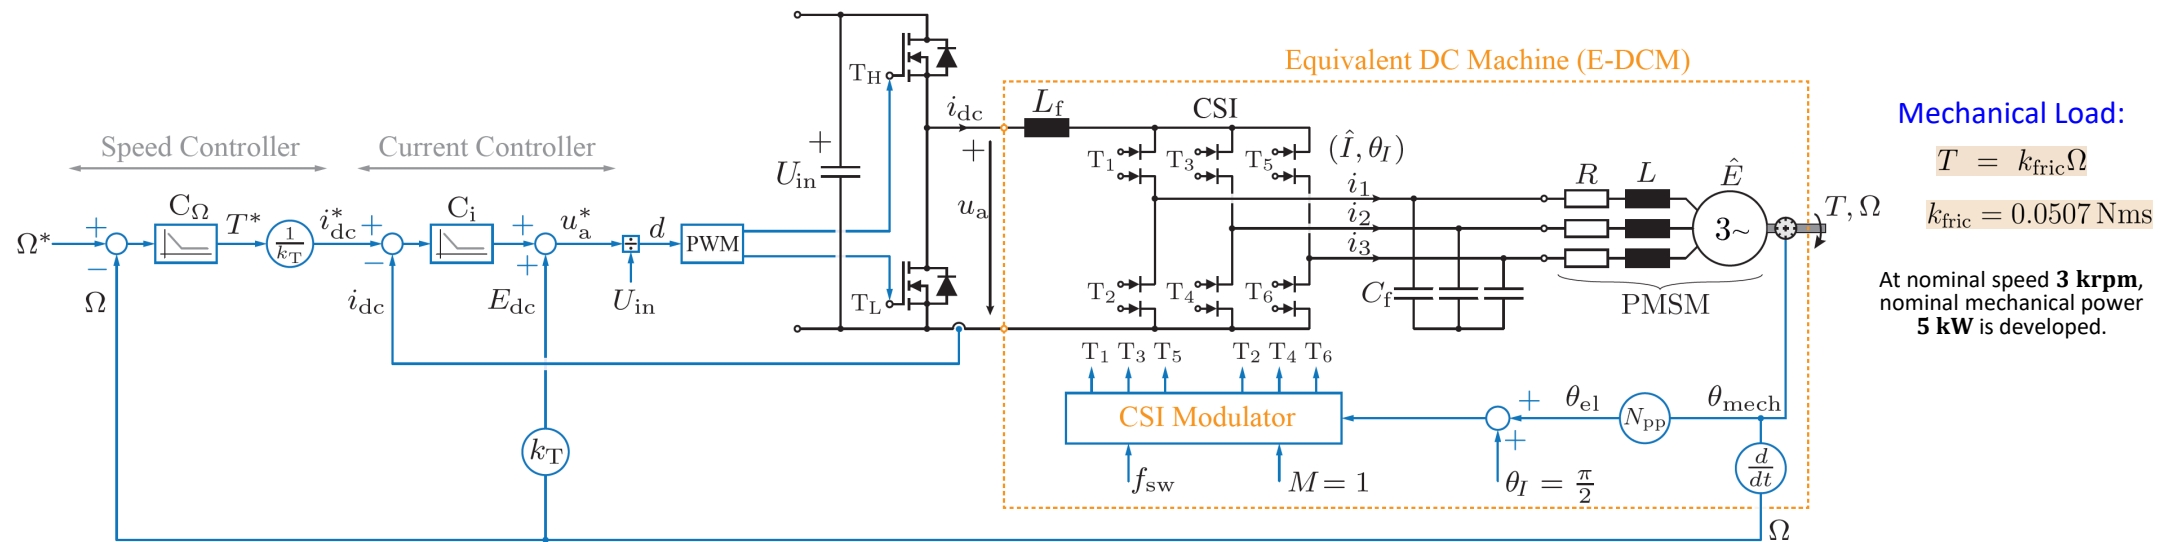 Equivalent DC Machine (E-DCM)
Speed Controller
Current Controller
Ω*
+
−
Ω
C_Ω
T*
1/k_T
i*_dc
+
−
i_dc
C_i
+
+
E_dc
u*_a
÷
U_in
d
PWM
k_T
T_H
T_L
+
U_in
i_dc
+
u_a
L_f
CSI
(Î, θ_I)
T_1
T_3
T_5
T_2
T_4
T_6
i_1
i_2
i_3
C_f
R
L
Ê
3~
T, Ω
PMSM
T_1 T_3 T_5
T_2 T_4 T_6
CSI Modulator
f_sw
M = 1
+
+
θ_I = π/2
θ_el
N_pp
θ_mech
d/dt
Ω
Mechanical Load:
T = k_fric Ω
k_fric = 0.0507 Nms
At nominal speed 3 krpm,
nominal mechanical power
5 kW is developed.